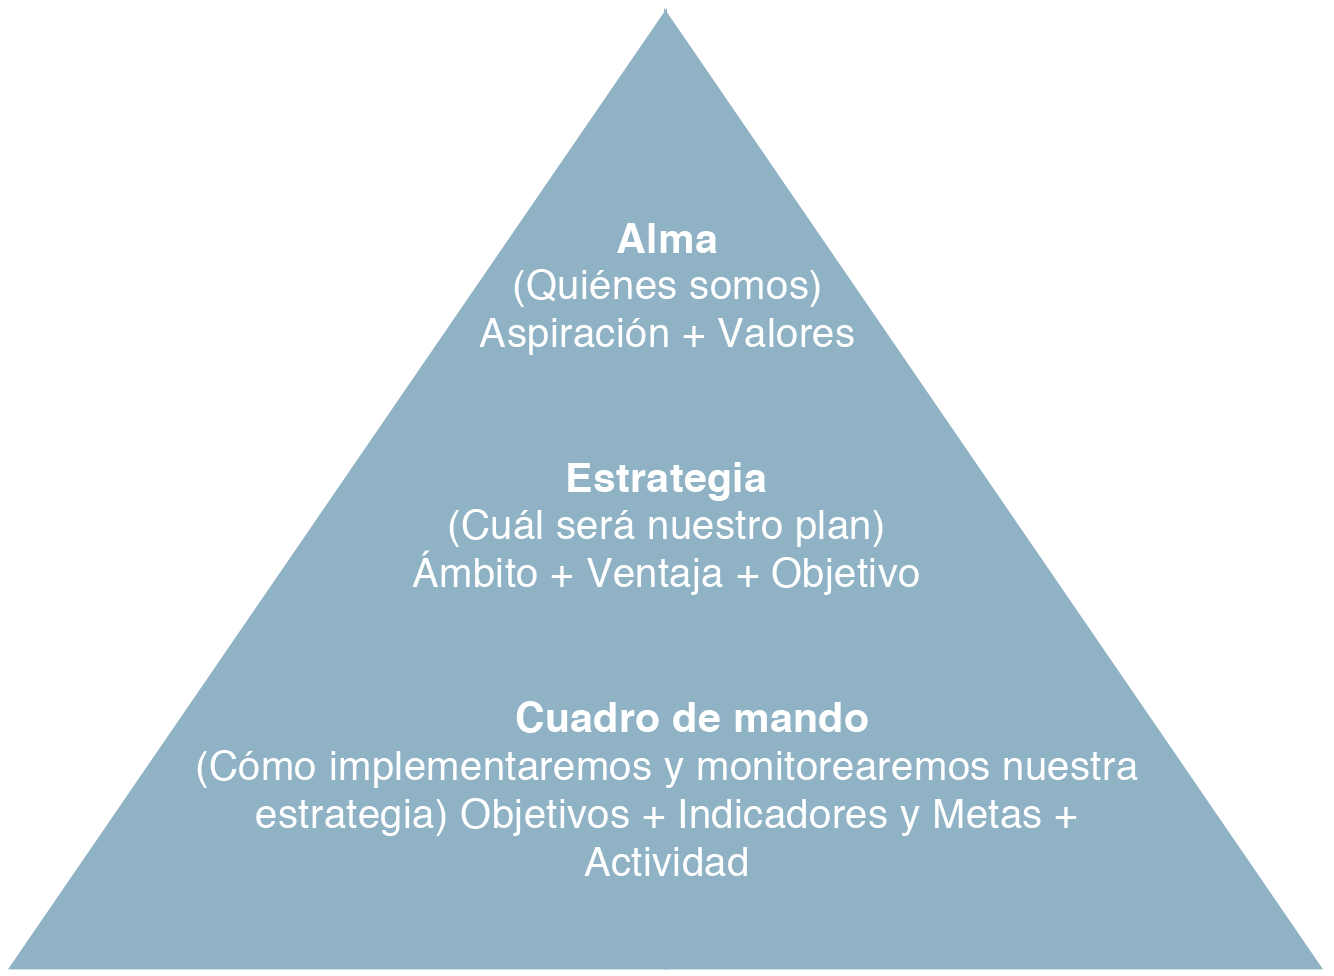 Alma
(Quiénes somos)
Aspiración + Valores
Estrategia
(Cuál será nuestro plan)
Ámbito + Ventaja + Objetivo
Cuadro de mando
(Cómo implementaremos y monitorearemos nuestra
estrategia) Objetivos + Indicadores y Metas +
Actividad